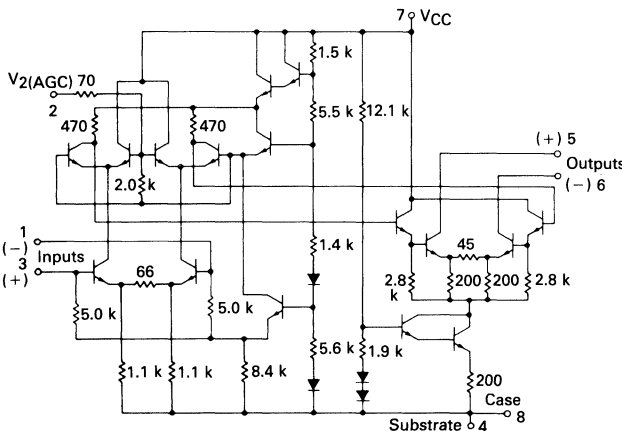 7 VCC
1.5 k
V2(AGC) 70
2
5.5 k
12.1 k
470
470
(+) 5
Outputs
(−) 6
2.0 k
1
(−)
Inputs
3
(+)
1.4 k
45
66
2.8 k
200
200
2.8 k
5.0 k
5.0 k
5.6 k
1.9 k
1.1 k
1.1 k
8.4 k
200
Case
8
Substrate
4